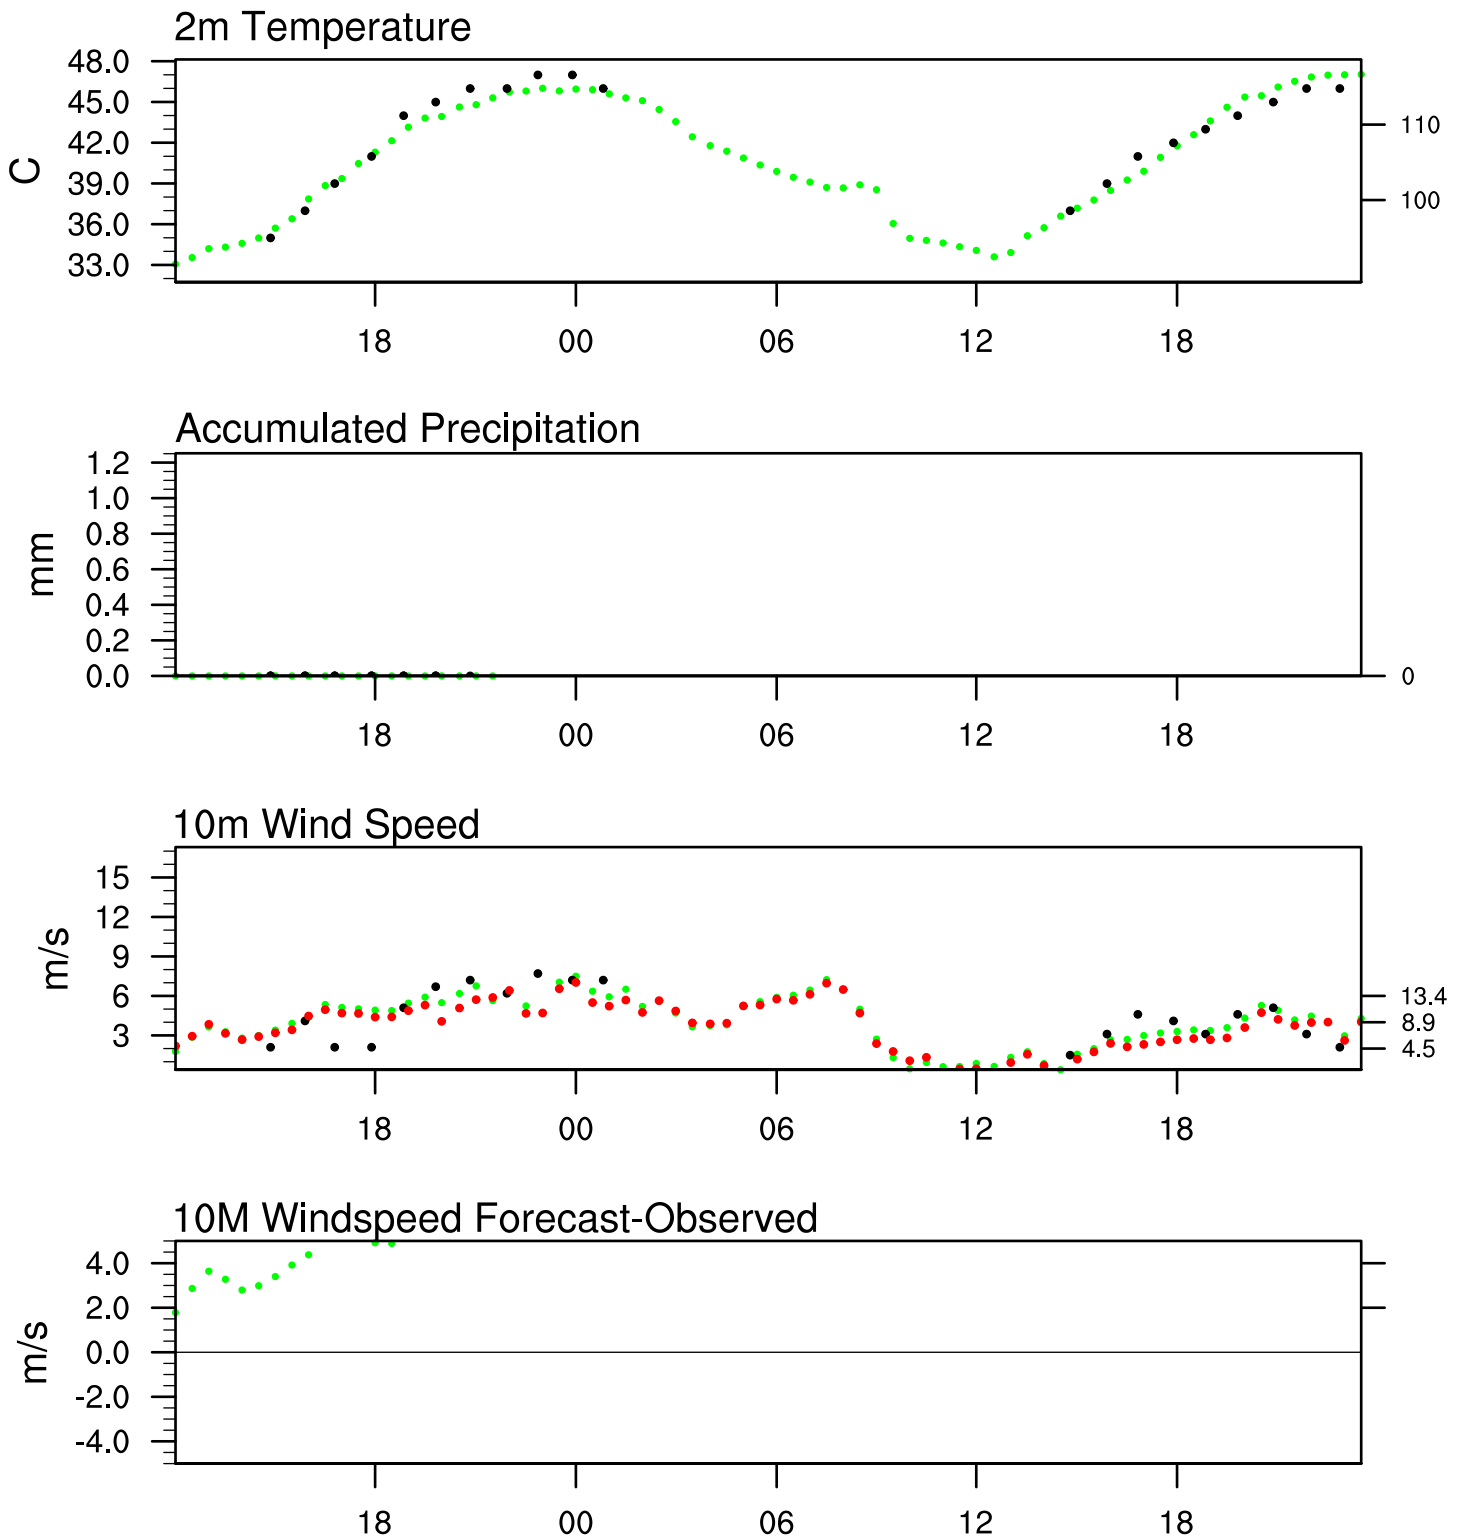 2m Temperature
48.0
45.0
42.0
39.0
36.0
33.0
C
110
100
18 00 06 12 18
Accumulated Precipitation
1.2
1.0
0.8
0.6
0.4
0.2
0.0
mm
0
18 00 06 12 18
10m Wind Speed
15
12
9
6
3
m/s
13.4
8.9
4.5
18 00 06 12 18
10M Windspeed Forecast-Observed
4.0
2.0
0.0
-2.0
-4.0
m/s
18 00 06 12 18